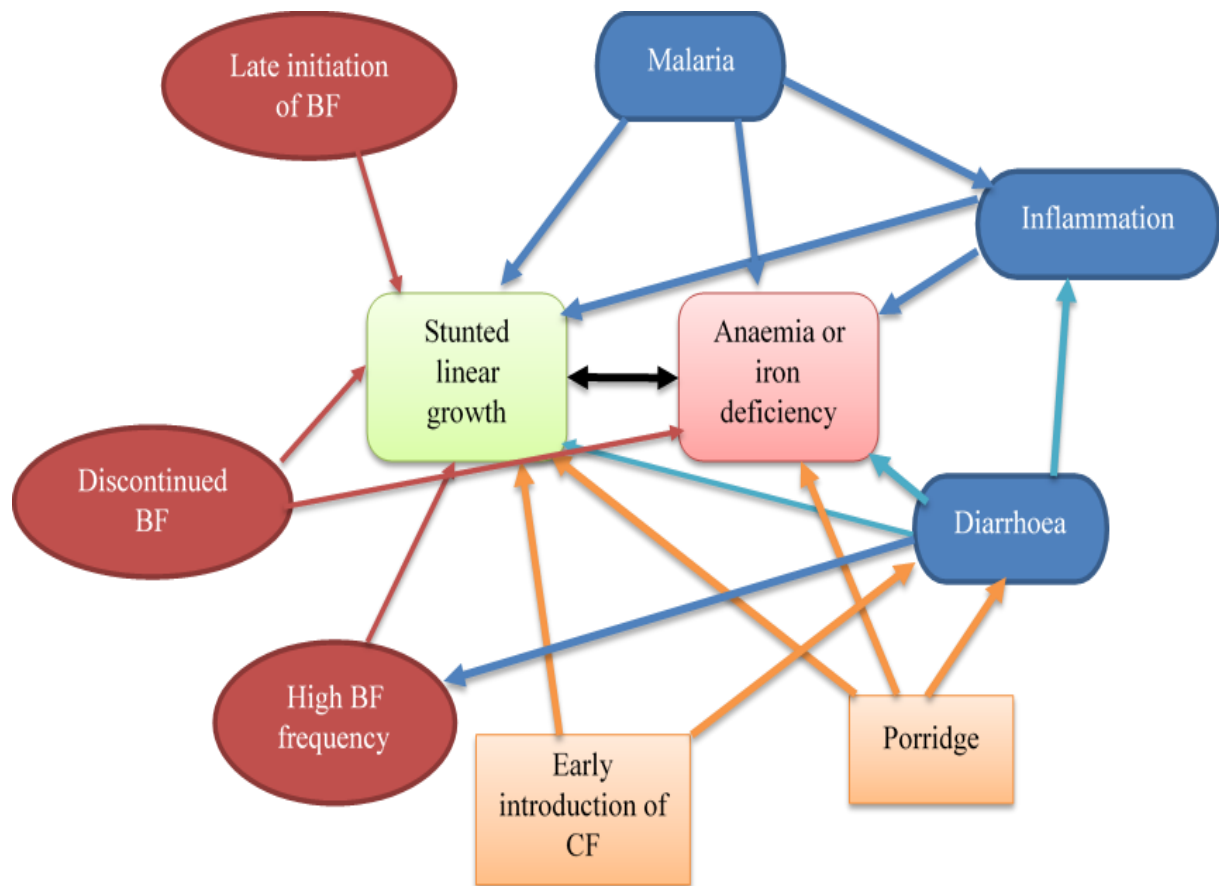 Late initiation
of BF
Malaria
Inflammation
Stunted
linear
growth
Anaemia or
iron
deficiency
Discontinued
BF
Diarrhoea
High BF
frequency
Early
introduction of
CF
Porridge